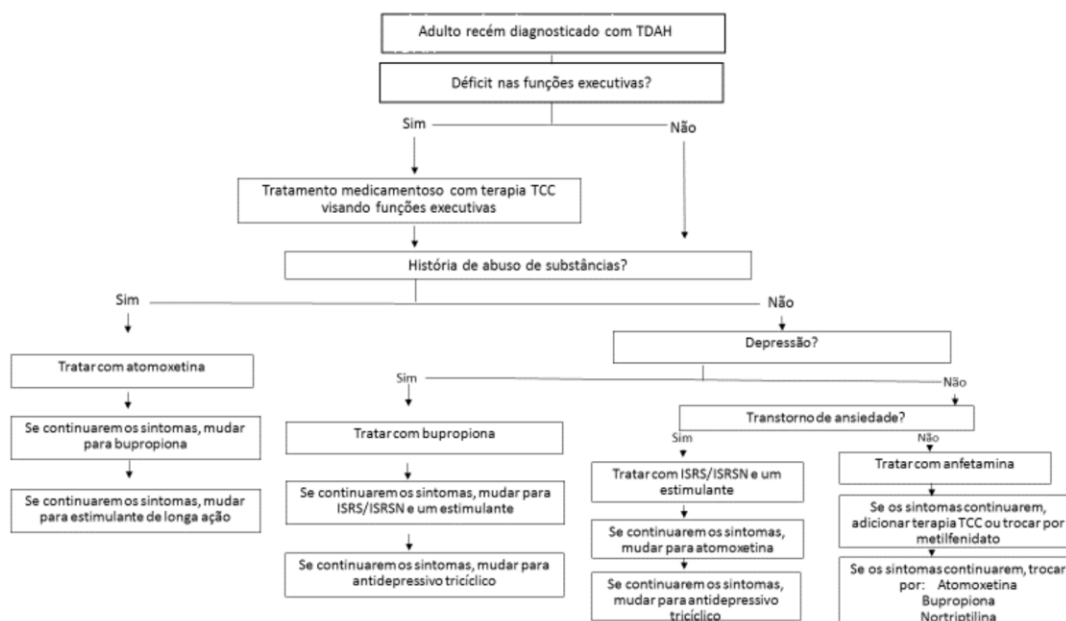 Adulto recém diagnosticado com TDAH
Déficit nas funções executivas?
Sim
Não
Tratamento medicamentoso com terapia TCC
visando funções executivas
História de abuso de substâncias?
Sim
Não
Tratar com atomoxetina
Se continuarem os sintomas, mudar
para bupropiona
Se continuarem os sintomas, mudar
para estimulante de longa ação
Depressão?
Sim
Não
Tratar com bupropiona
Se continuarem os sintomas, mudar para
ISRS/ISRSN e um estimulante
Se continuarem os sintomas, mudar para
antidepressivo tricíclico
Transtorno de ansiedade?
Sim
Não
Tratar com ISRS/ISRSN e um
estimulante
Se continuarem os sintomas,
mudar para atomoxetina
Se continuarem os sintomas,
mudar para antidepressivo
tricíclico
Tratar com anfetamina
Se os sintomas continuarem,
adicionar terapia TCC ou trocar por
metilfenidato
Se os sintomas continuarem, trocar
por: Atomoxetina
Bupropiona
Nortriptilina